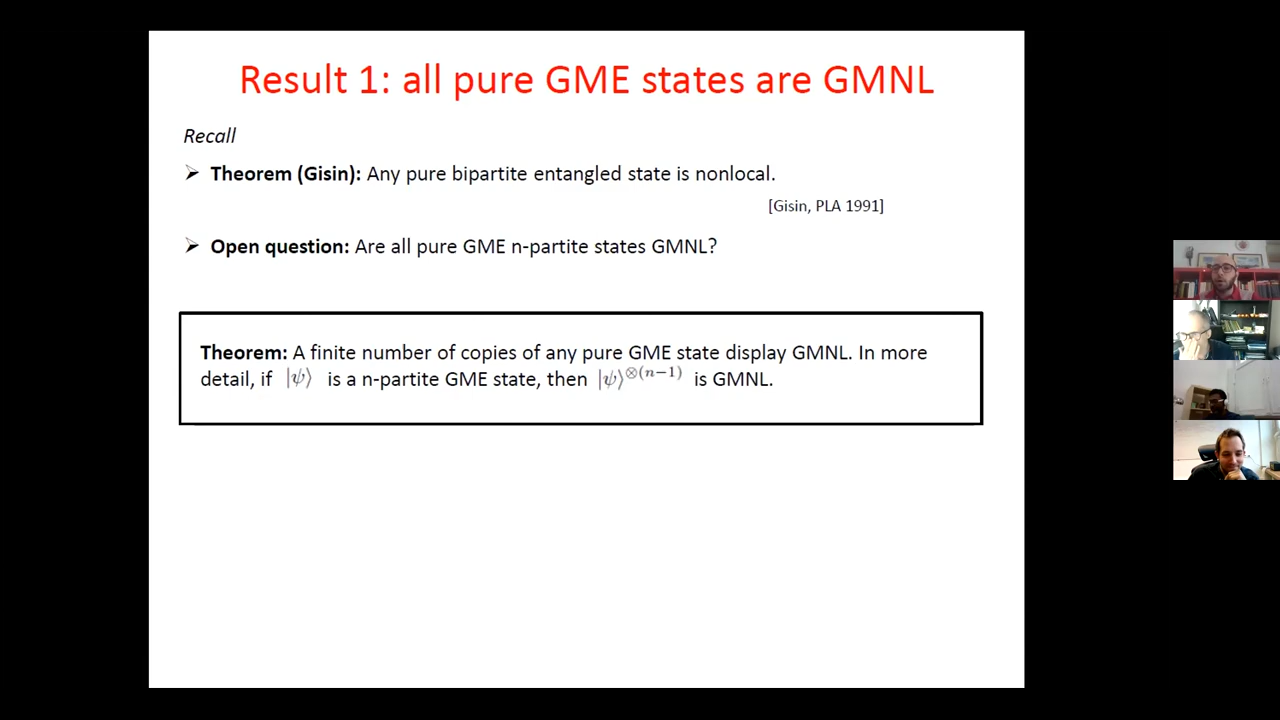 Result 1: all pure GME states are GMNL
Recall
➢ Theorem (Gisin): Any pure bipartite entangled state is nonlocal.
[Gisin, PLA 1991]
➢ Open question: Are all pure GME n-partite states GMNL?
Theorem: A finite number of copies of any pure GME state display GMNL. In more
detail, if |ψ⟩ is a n-partite GME state, then |ψ⟩^{⊗(n−1)} is GMNL.